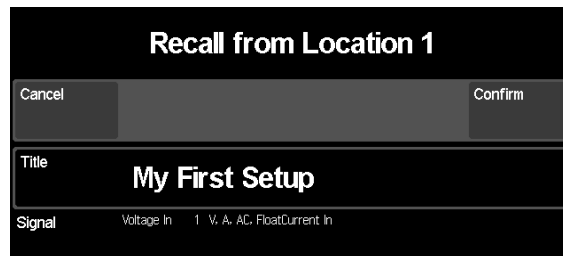 Recall from Location 1
Cancel Confirm
Title My First Setup
Signal Voltage In 1 V, A, AC, FloatCurrent In